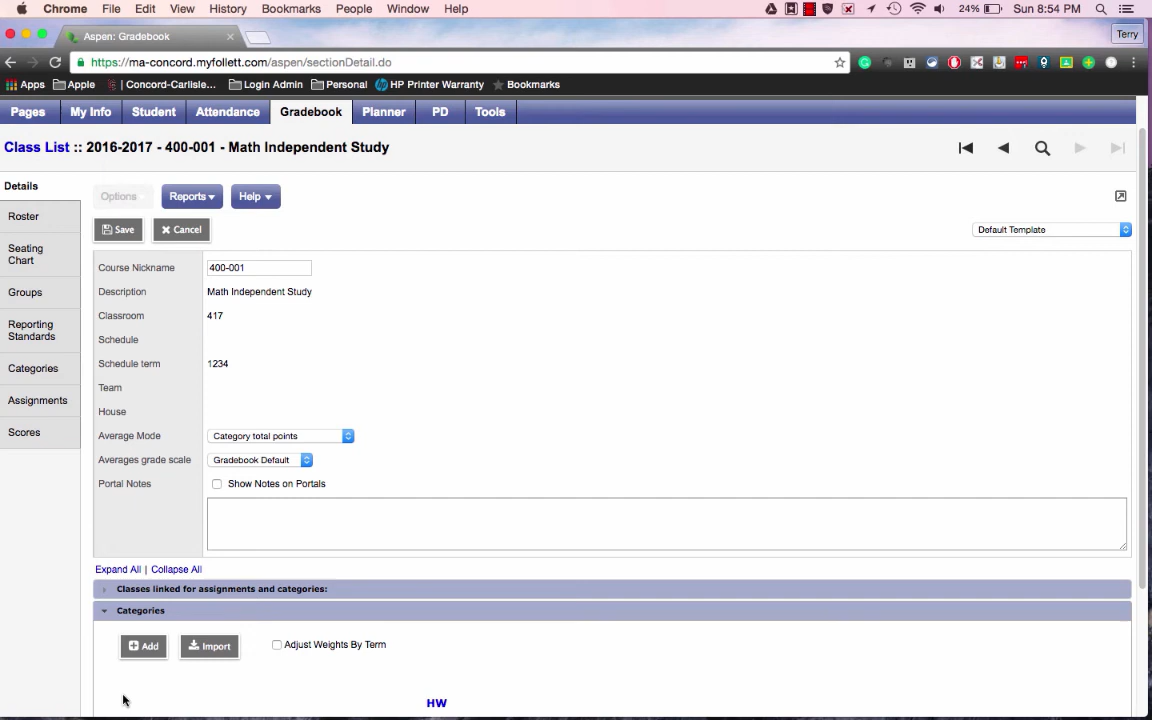 Chrome File Edit View History Bookmarks People Window Help 24% Sun 8:54 PM
Aspen: Gradebook Terry
https://ma-concord.myfollett.com/aspen/sectionDetail.do
Apps Apple Concord-Carlisle... Login Admin Personal HP Printer Warranty Bookmarks
Pages My Info Student Attendance Gradebook Planner PD Tools
Class List :: 2016-2017 - 400-001 - Math Independent Study
Details
Options Reports Help
Roster
Save Cancel Default Template
Seating
Chart
Groups
Reporting
Standards
Categories
Assignments
Scores
Course Nickname 400-001
Description Math Independent Study
Classroom 417
Schedule
Schedule term 1234
Team
House
Average Mode Category total points
Averages grade scale Gradebook Default
Portal Notes Show Notes on Portals
Expand All | Collapse All
Classes linked for assignments and categories:
Categories
Add Import Adjust Weights By Term
HW